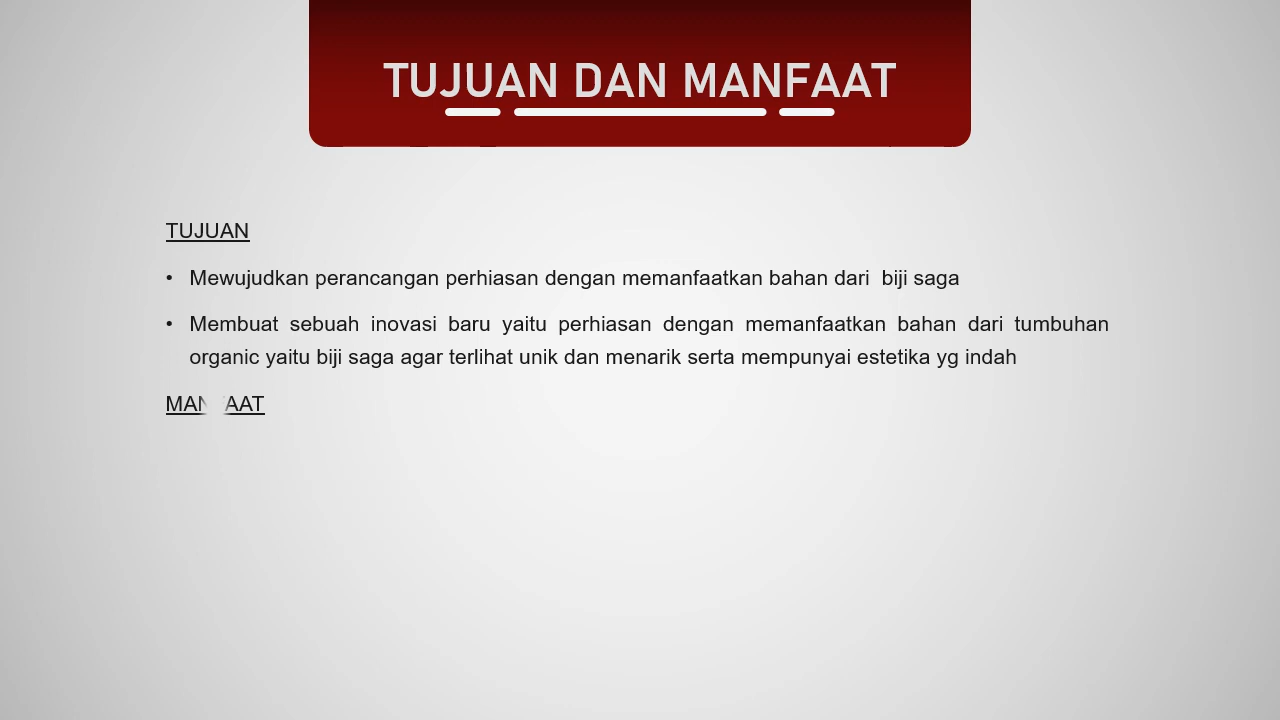 TUJUAN DAN MANFAAT
TUJUAN
• Mewujudkan perancangan perhiasan dengan memanfaatkan bahan dari biji saga
• Membuat sebuah inovasi baru yaitu perhiasan dengan memanfaatkan bahan dari tumbuhan
organic yaitu biji saga agar terlihat unik dan menarik serta mempunyai estetika yg indah
MANFAAT